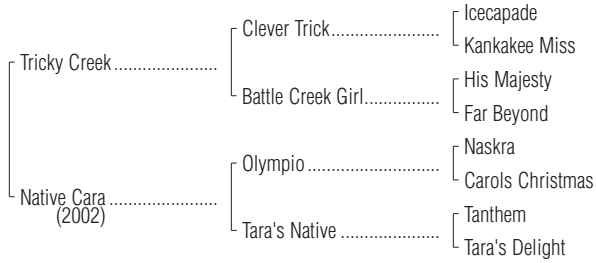 Icecapade
Clever Trick
Kankakee Miss
Tricky Creek
His Majesty
Battle Creek Girl
Far Beyond
Naskra
Olympio
Carols Christmas
Native Cara
(2002)
Tanthem
Tara's Native
Tara's Delight